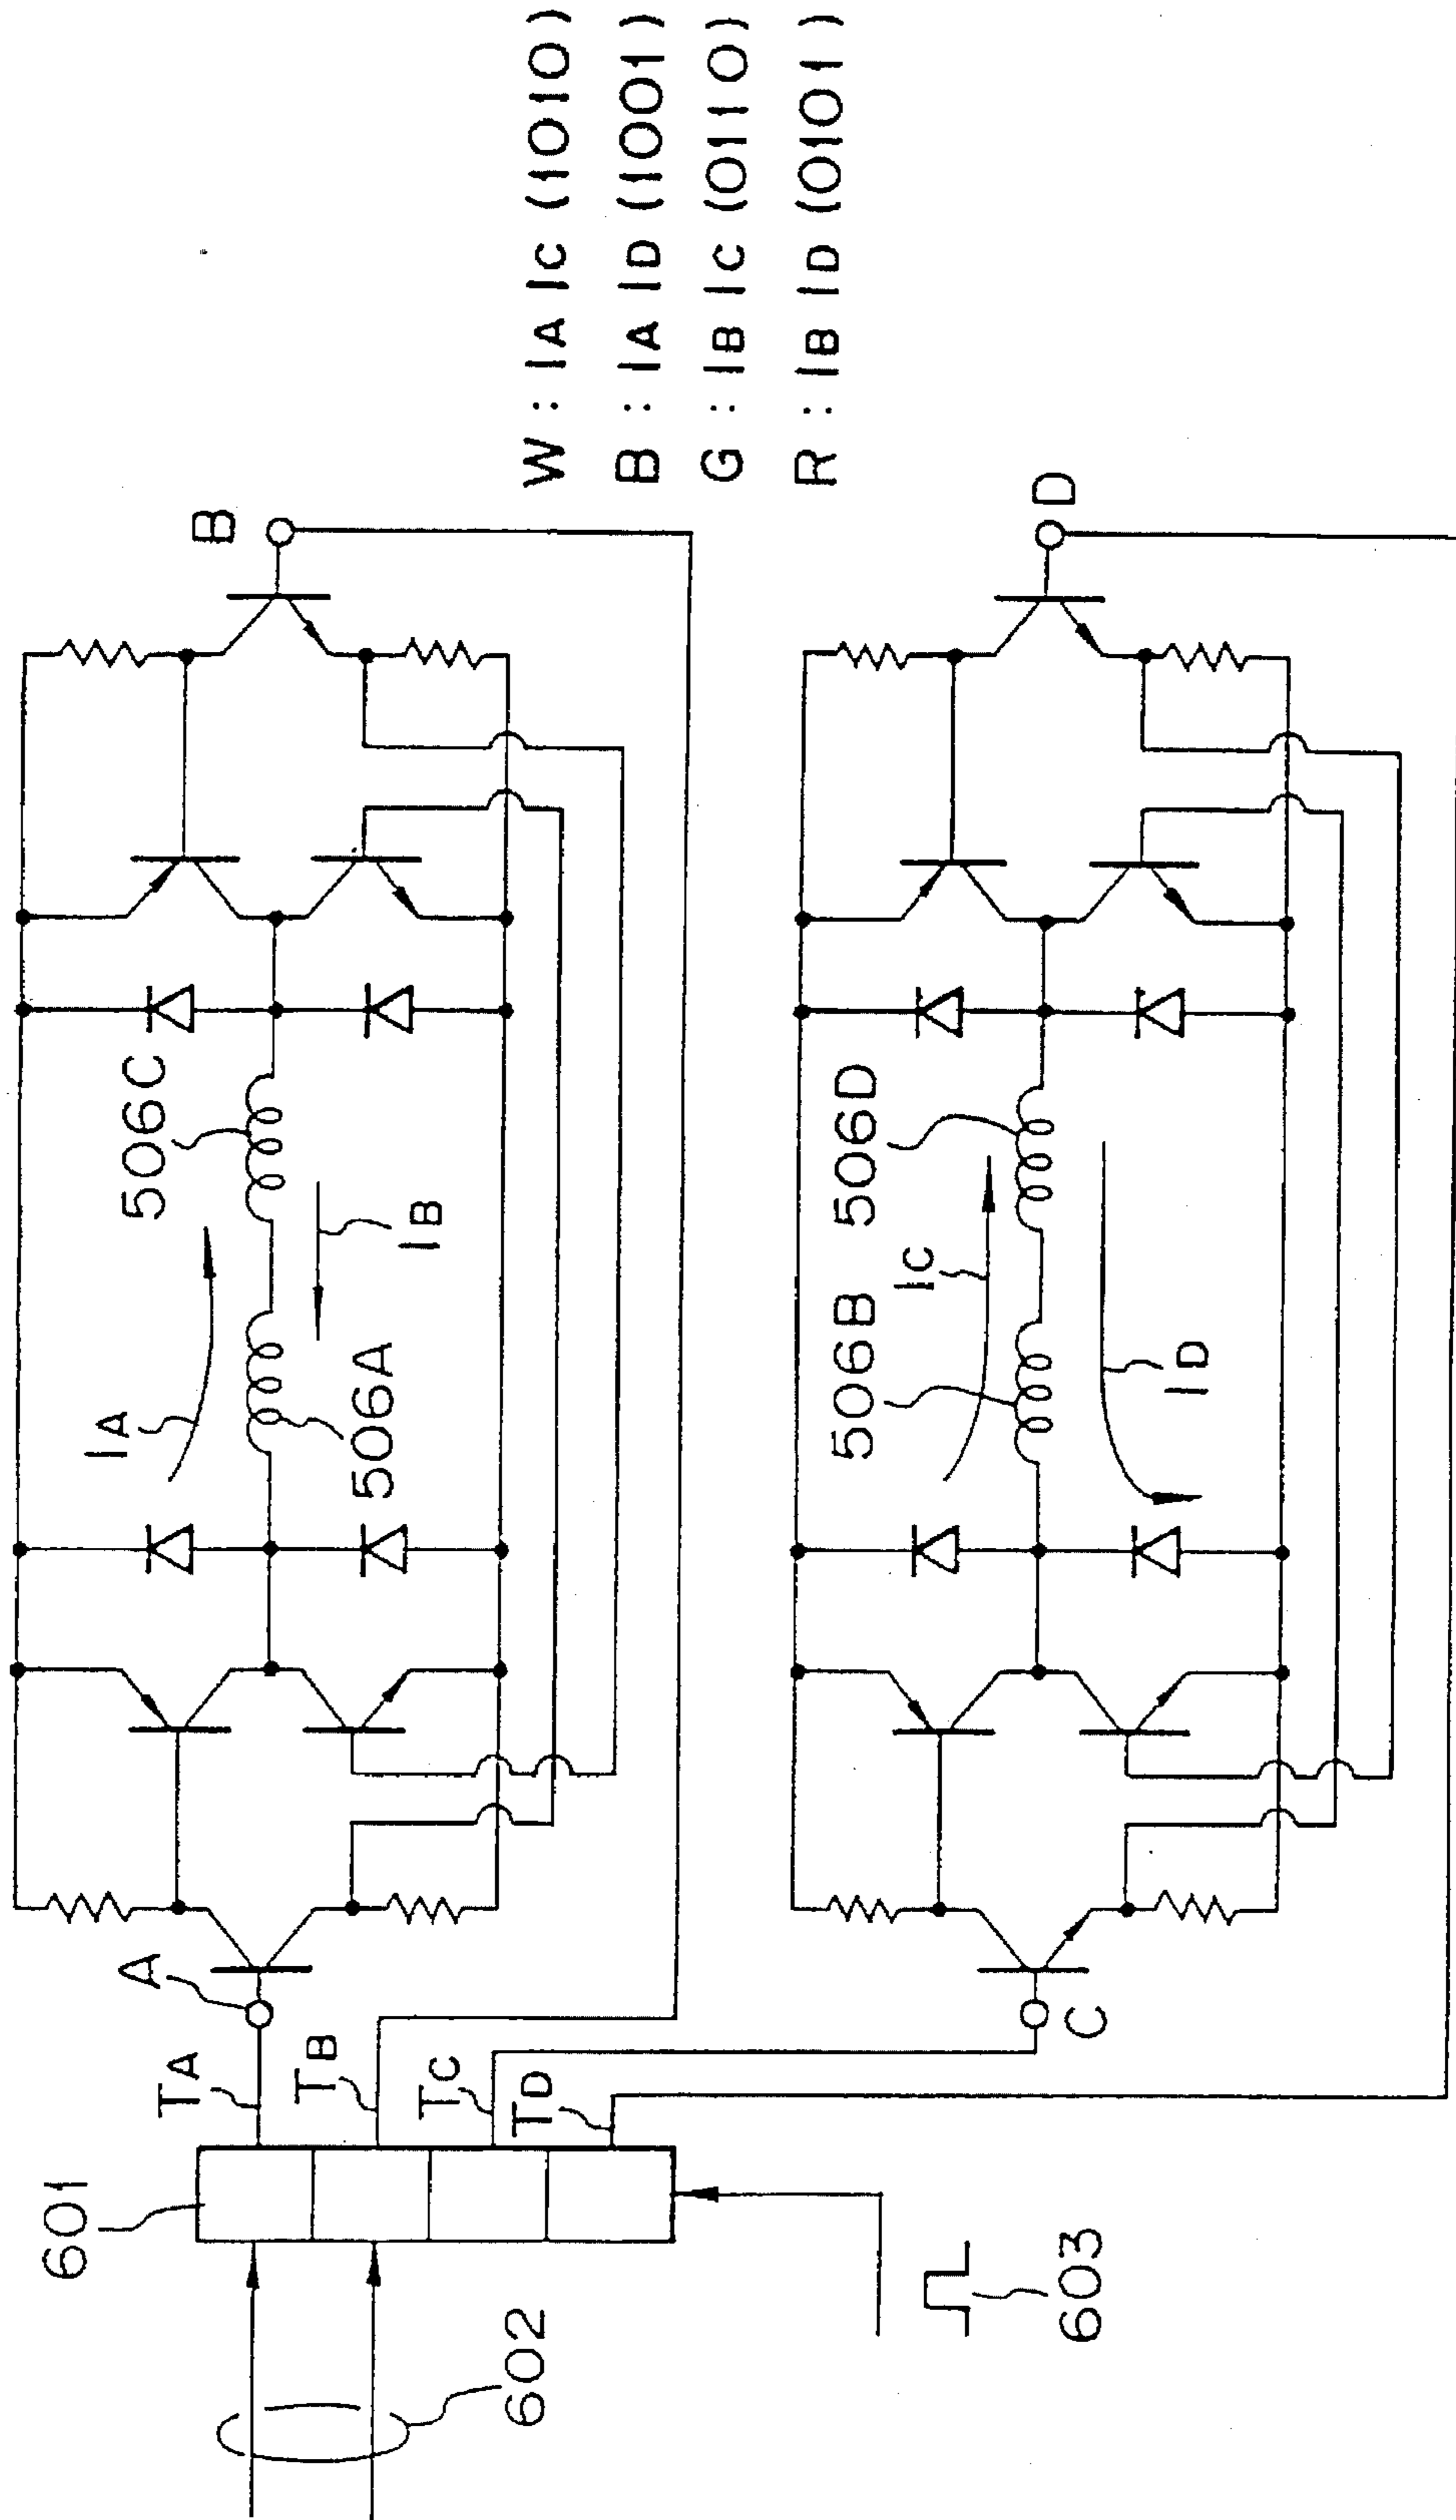 601
602
603
TA
TB
TC
TD
A
B
C
D
IA
IB
506A
506C
IC
ID
506B
506D
W : IA IC (1010)
B : IA ID (1001)
G : IB IC (0110)
R : IB ID (0101)